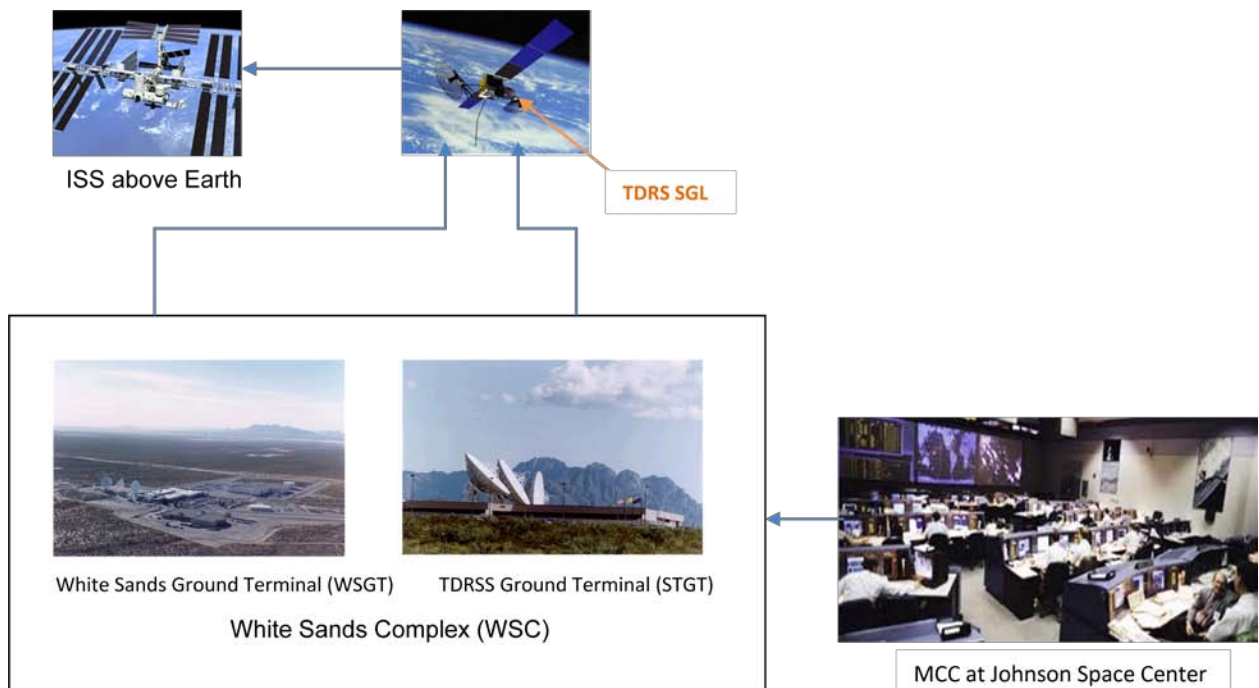 ISS above Earth
TDRS SGL
White Sands Ground Terminal (WSGT)
TDRSS Ground Terminal (STGT)
White Sands Complex (WSC)
MCC at Johnson Space Center